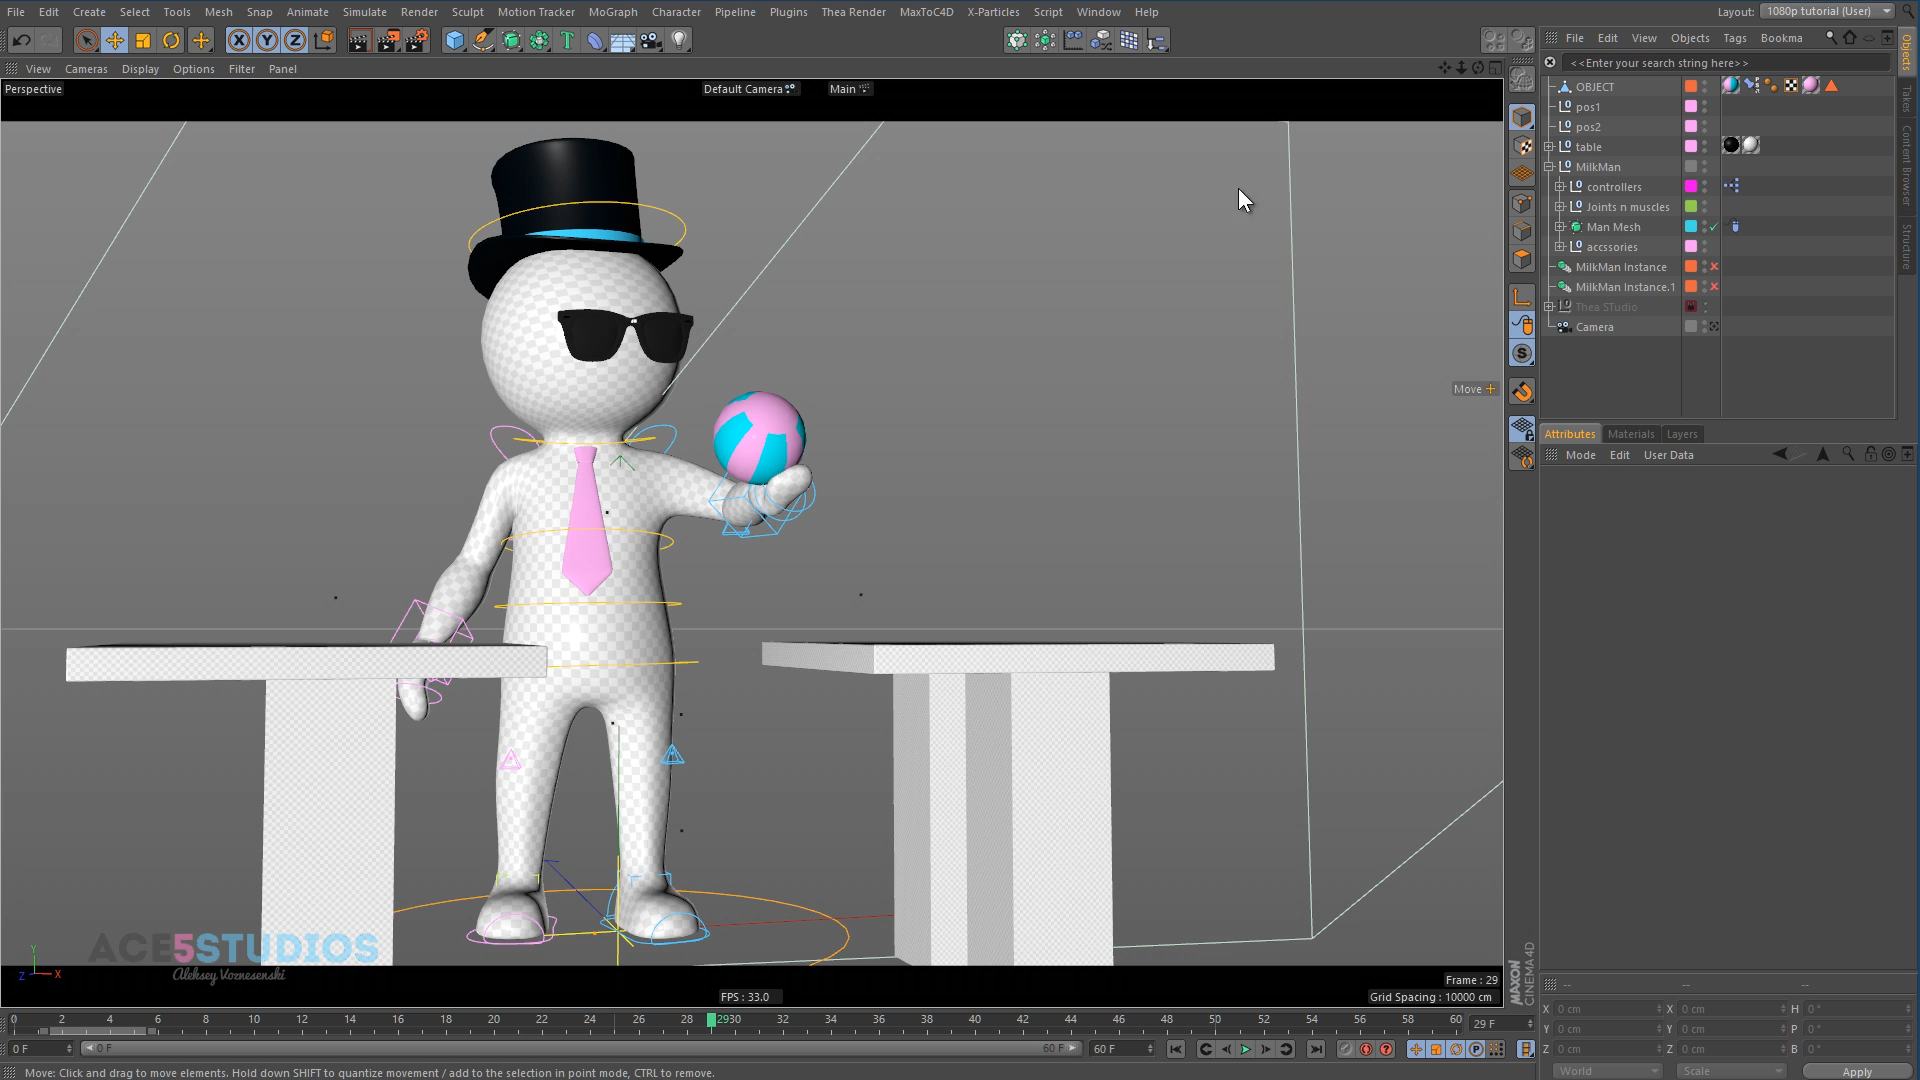 File Edit Create Select Tools Mesh Snap Animate Simulate Render Sculpt Motion Tracker MoGraph Character Pipeline Plugins Thea Render MaxToC4D X-Particles Script Window Help
Layout: 1080p tutorial (User)
File Edit View Objects Tags Bookma
<<Enter your search string here>>
View Cameras Display Options Filter Panel
Perspective
Default Camera
Main
OBJECT
pos1
pos2
table
MilkMan
controllers
Joints n muscles
Man Mesh
accssories
MilkMan Instance
MilkMan Instance.1
Thea STudio
Camera
Objects
Takes
Content Browser
Structure
Move
Attributes Materials Layers
Mode Edit User Data
ACE5STUDIOS
Aleksey Voznesenski
Y
Z X
Frame : 29
FPS : 33.0
Grid Spacing : 10000 cm
MAXON
CINEMA 4D
0 2 4 6 8 10 12 14 16 18 20 22 24 26 28 2930 32 34 36 38 40 42 44 46 48 50 52 54 56 58 60
29 F
0 F
0 F
60 F
60 F
-- -- --
X 0 cm X 0 cm H 0 °
Y 0 cm Y 0 cm P 0 °
Z 0 cm Z 0 cm B 0 °
World Scale Apply
Move: Click and drag to move elements. Hold down SHIFT to quantize movement / add to the selection in point mode, CTRL to remove.